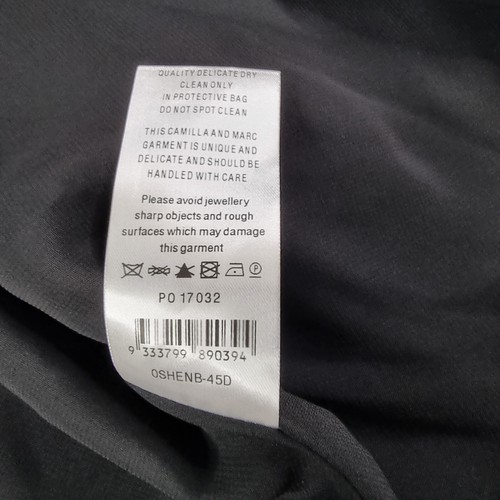 QUALITY DELICATE DRY
CLEAN ONLY
IN PROTECTIVE BAG
DO NOT SPOT CLEAN
THIS CAMILLA AND MARC
GARMENT IS UNIQUE AND
DELICATE AND SHOULD BE
HANDLED WITH CARE
Please avoid jewellery
sharp objects and rough
surfaces which may damage
this garment
P
PO 17032
9 333799 890394
OSHENB-45D